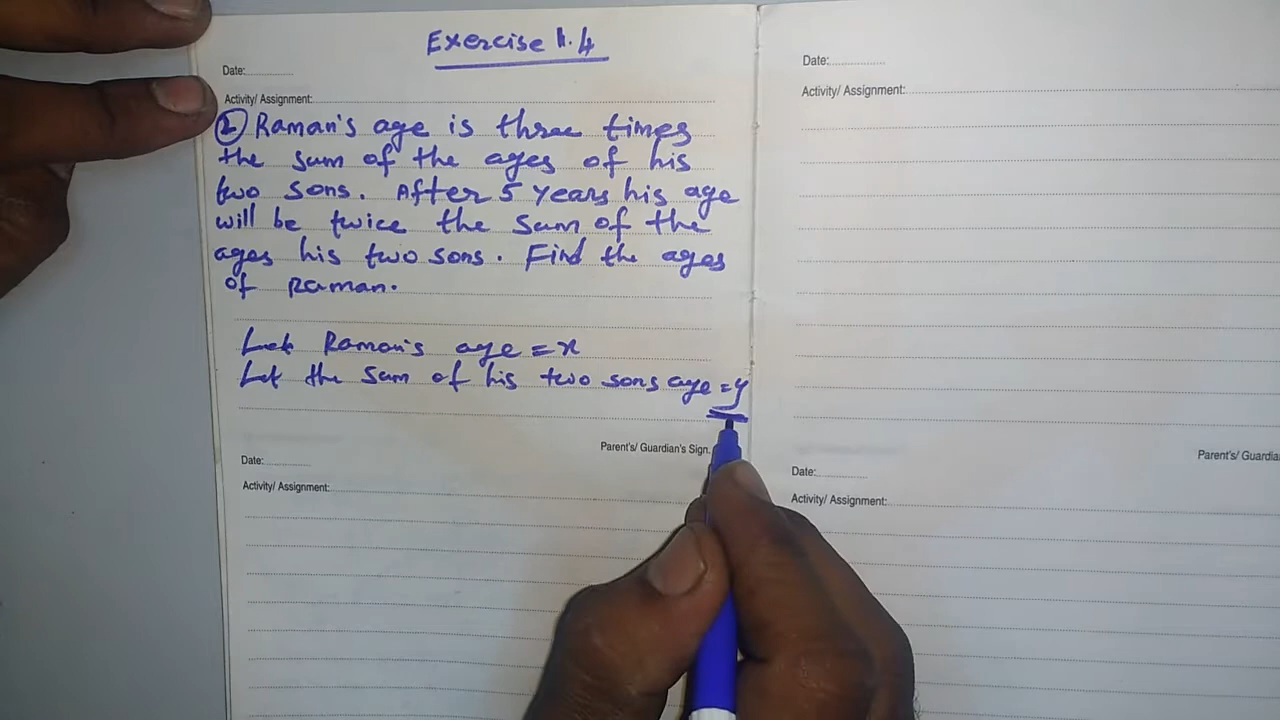 Exercise 11.4
Date:..............
Activity/ Assignment:
② Raman's age is three times
the sum of the ages of his
two sons. After 5 years his age
will be twice the sum of the
ages his two sons. Find the ages
of Raman.
Let Raman's age = x
Let the sum of his two sons age = y
Parent's/ Guardian's Sign.
Date:..............
Activity/ Assignment:
Date:..............
Activity/ Assignment:
Parent's/ Guardia
Date:..............
Activity/ Assignment: